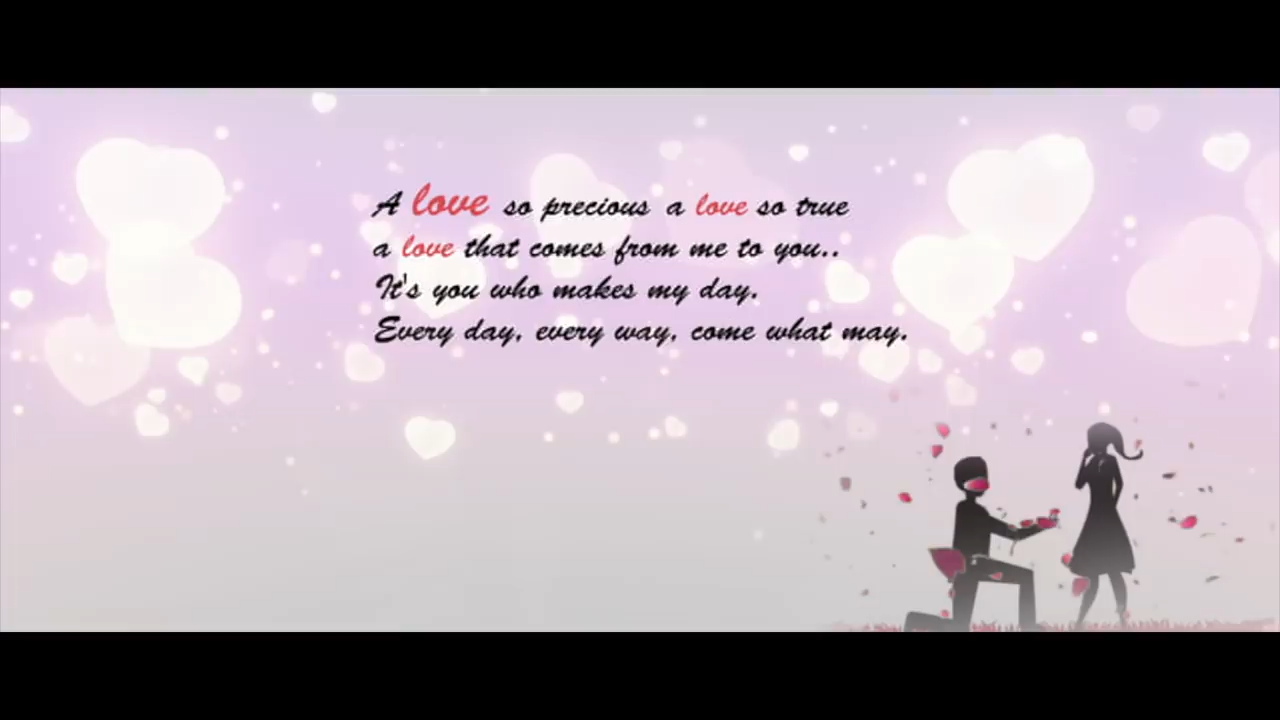 A love so precious a love so true
a love that comes from me to you..
It's you who makes my day.
Every day, every way, come what may.